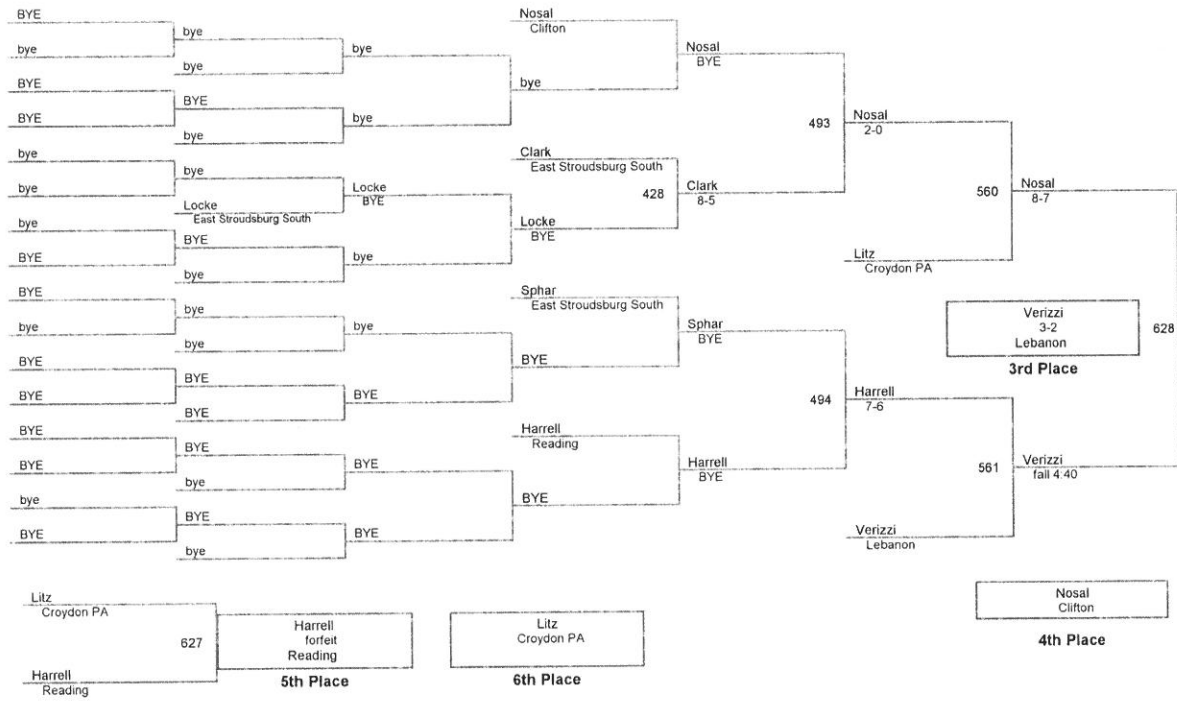 BYE
bye
BYE
BYE
bye
bye
bye
BYE
BYE
bye
BYE
BYE
BYE
BYE
bye
BYE
bye
bye
BYE
bye
bye
Locke
East Stroudsburg South
BYE
bye
bye
bye
BYE
BYE
BYE
bye
BYE
bye
bye
bye
Locke
BYE
bye
bye
BYE
BYE
BYE
Nosal
Clifton
bye
Clark
East Stroudsburg South
Locke
BYE
Sphar
East Stroudsburg South
BYE
Harrell
Reading
BYE
Nosal
BYE
428
Clark
8-5
Sphar
BYE
Harrell
BYE
493
Nosal
2-0
Litz
Croydon PA
494
Harrell
7-6
Verizzi
Lebanon
560
Nosal
8-7
561
Verizzi
fall 4:40
Verizzi
3-2
Lebanon
628
3rd Place
Nosal
Clifton
4th Place
Litz
Croydon PA
627
Harrell
Reading
Harrell
forfeit
Reading
5th Place
Litz
Croydon PA
6th Place